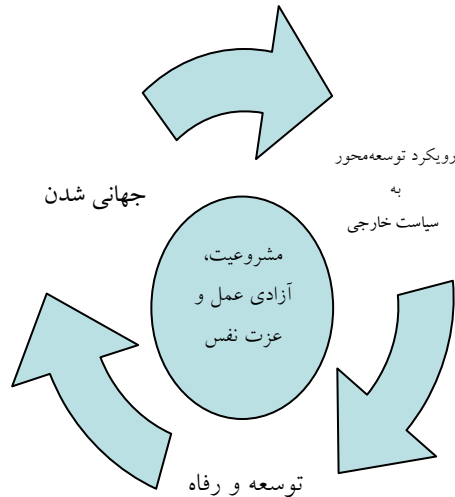 رویکرد توسعه‌محور
به
سیاست خارجی
جهانی شدن
مشروعیت،
آزادی عمل و
عزت نفس
توسعه و رفاه